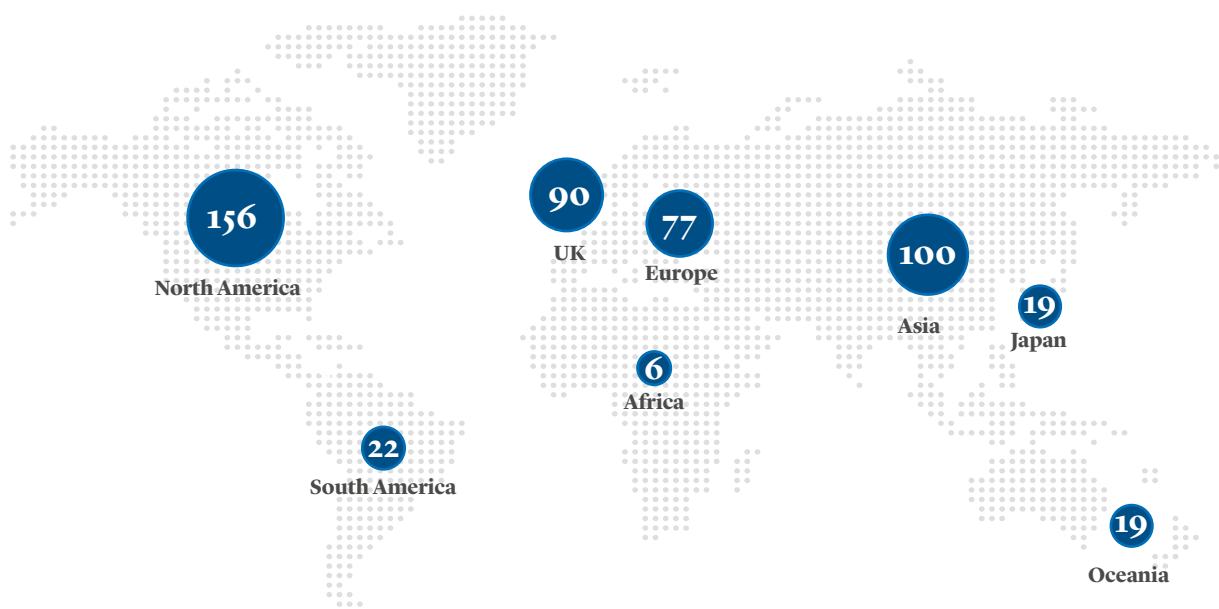 156
North America
90
UK
77
Europe
100
Asia
19
Japan
6
Africa
22
South America
19
Oceania